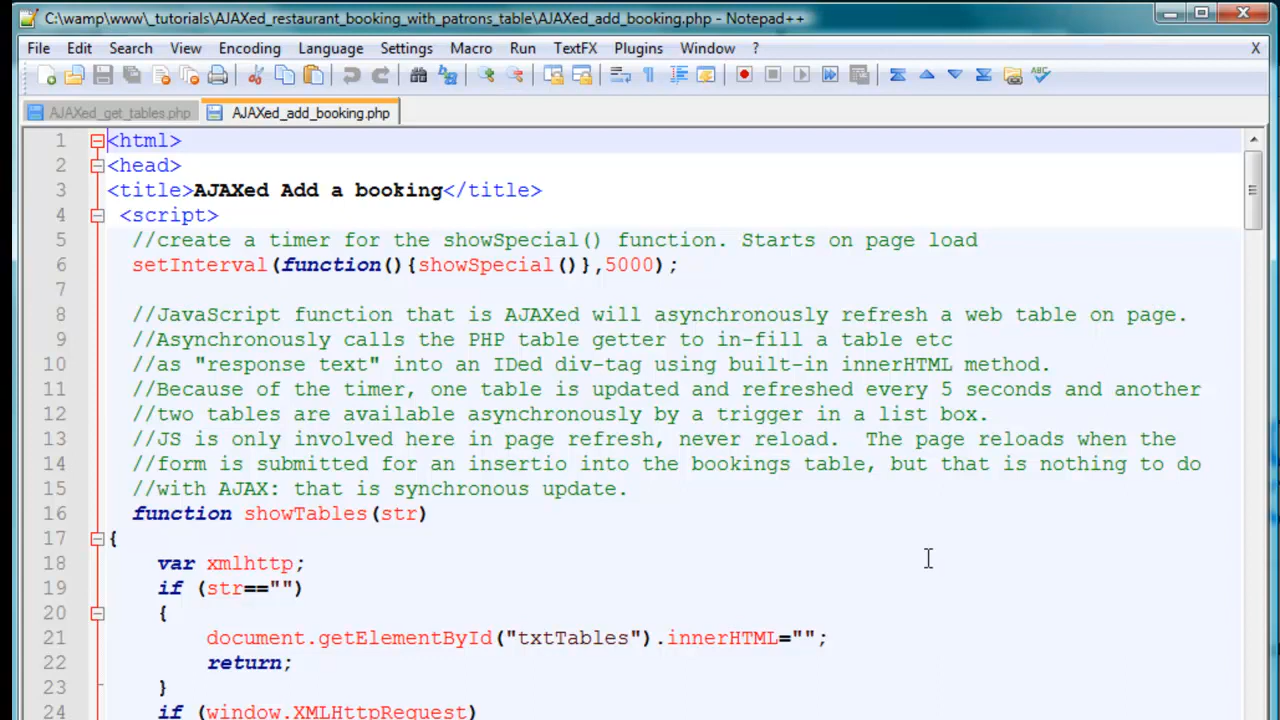 C:\wamp\www\_tutorials\AJAXed_restaurant_booking_with_patrons_table\AJAXed_add_booking.php - Notepad++
File Edit Search View Encoding Language Settings Macro Run TextFX Plugins Window ? X
AJAXed_get_tables.php AJAXed_add_booking.php
1 <html>
2 <head>
3 <title>AJAXed Add a booking</title>
4 <script>
5 //create a timer for the showSpecial() function. Starts on page load
6 setInterval(function(){showSpecial()},5000);
7
8 //JavaScript function that is AJAXed will asynchronously refresh a web table on page.
9 //Asynchronously calls the PHP table getter to in-fill a table etc
10 //as "response text" into an IDed div-tag using built-in innerHTML method.
11 //Because of the timer, one table is updated and refreshed every 5 seconds and another
12 //two tables are available asynchronously by a trigger in a list box.
13 //JS is only involved here in page refresh, never reload.  The page reloads when the
14 //form is submitted for an insertio into the bookings table, but that is nothing to do
15 //with AJAX: that is synchronous update.
16 function showTables(str)
17 {
18 var xmlhttp;
19 if (str=="")
20 {
21 document.getElementById("txtTables").innerHTML="";
22 return;
23 }
24 if (window.XMLHttpRequest)